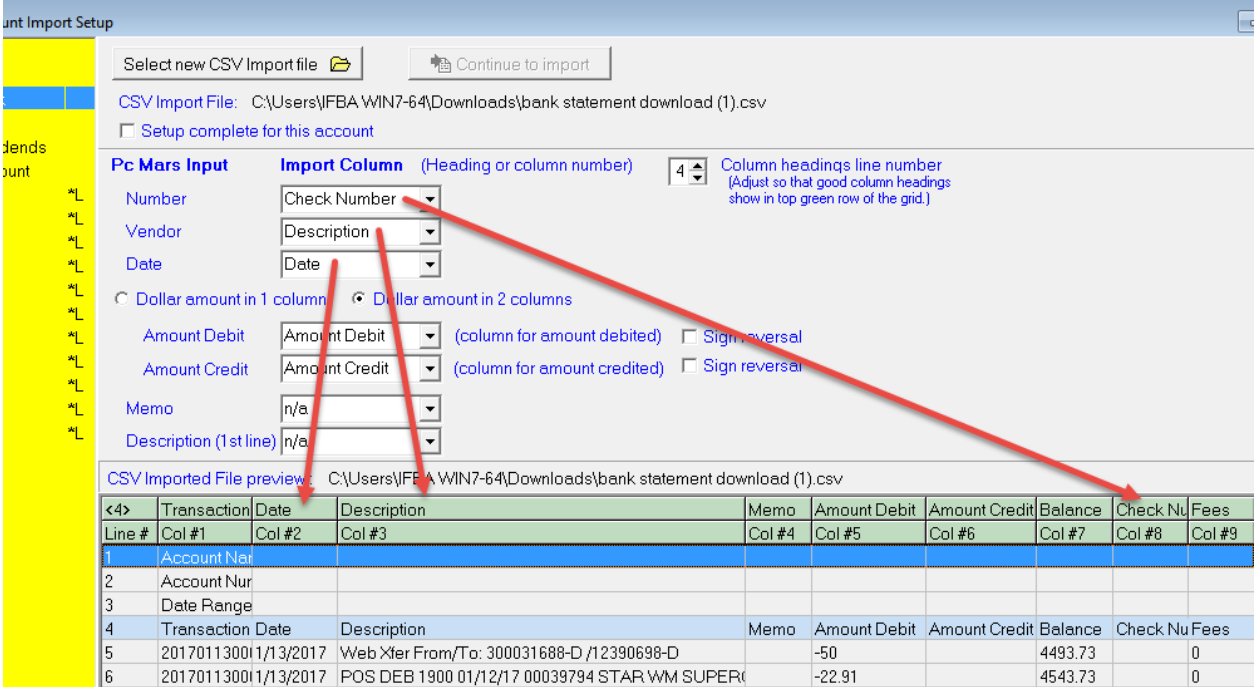 unt Import Setup
Select new CSV Import file
Continue to import
CSV Import File: C:\Users\IFBA WIN7-64\Downloads\bank statement download (1).csv
Setup complete for this account
dends
ount
*L
*L
*L
*L
*L
*L
*L
*L
*L
*L
*L
Pc Mars Input Import Column (Heading or column number) 4 Column headings line number
(Adjust so that good column headings
show in top green row of the grid.)
Number Check Number
Vendor Description
Date Date
Dollar amount in 1 column Dollar amount in 2 columns
Amount Debit Amount Debit (column for amount debited) Sign reversal
Amount Credit Amount Credit (column for amount credited) Sign reversal
Memo n/a
Description (1st line) n/a
CSV Imported File preview: C:\Users\IFBA WIN7-64\Downloads\bank statement download (1).csv
<4> Transaction Date Description Memo Amount Debit Amount Credit Balance Check Nu Fees
Line # Col #1 Col #2 Col #3 Col #4 Col #5 Col #6 Col #7 Col #8 Col #9
1 Account Nar
2 Account Nur
3 Date Range
4 Transaction Date Description Memo Amount Debit Amount Credit Balance Check Nu Fees
5 2017011300 1/13/2017 Web Xfer From/To: 300031688-D /12390698-D -50 4493.73 0
6 2017011300 1/13/2017 POS DEB 1900 01/12/17 00039794 STAR WM SUPER -22.91 4543.73 0